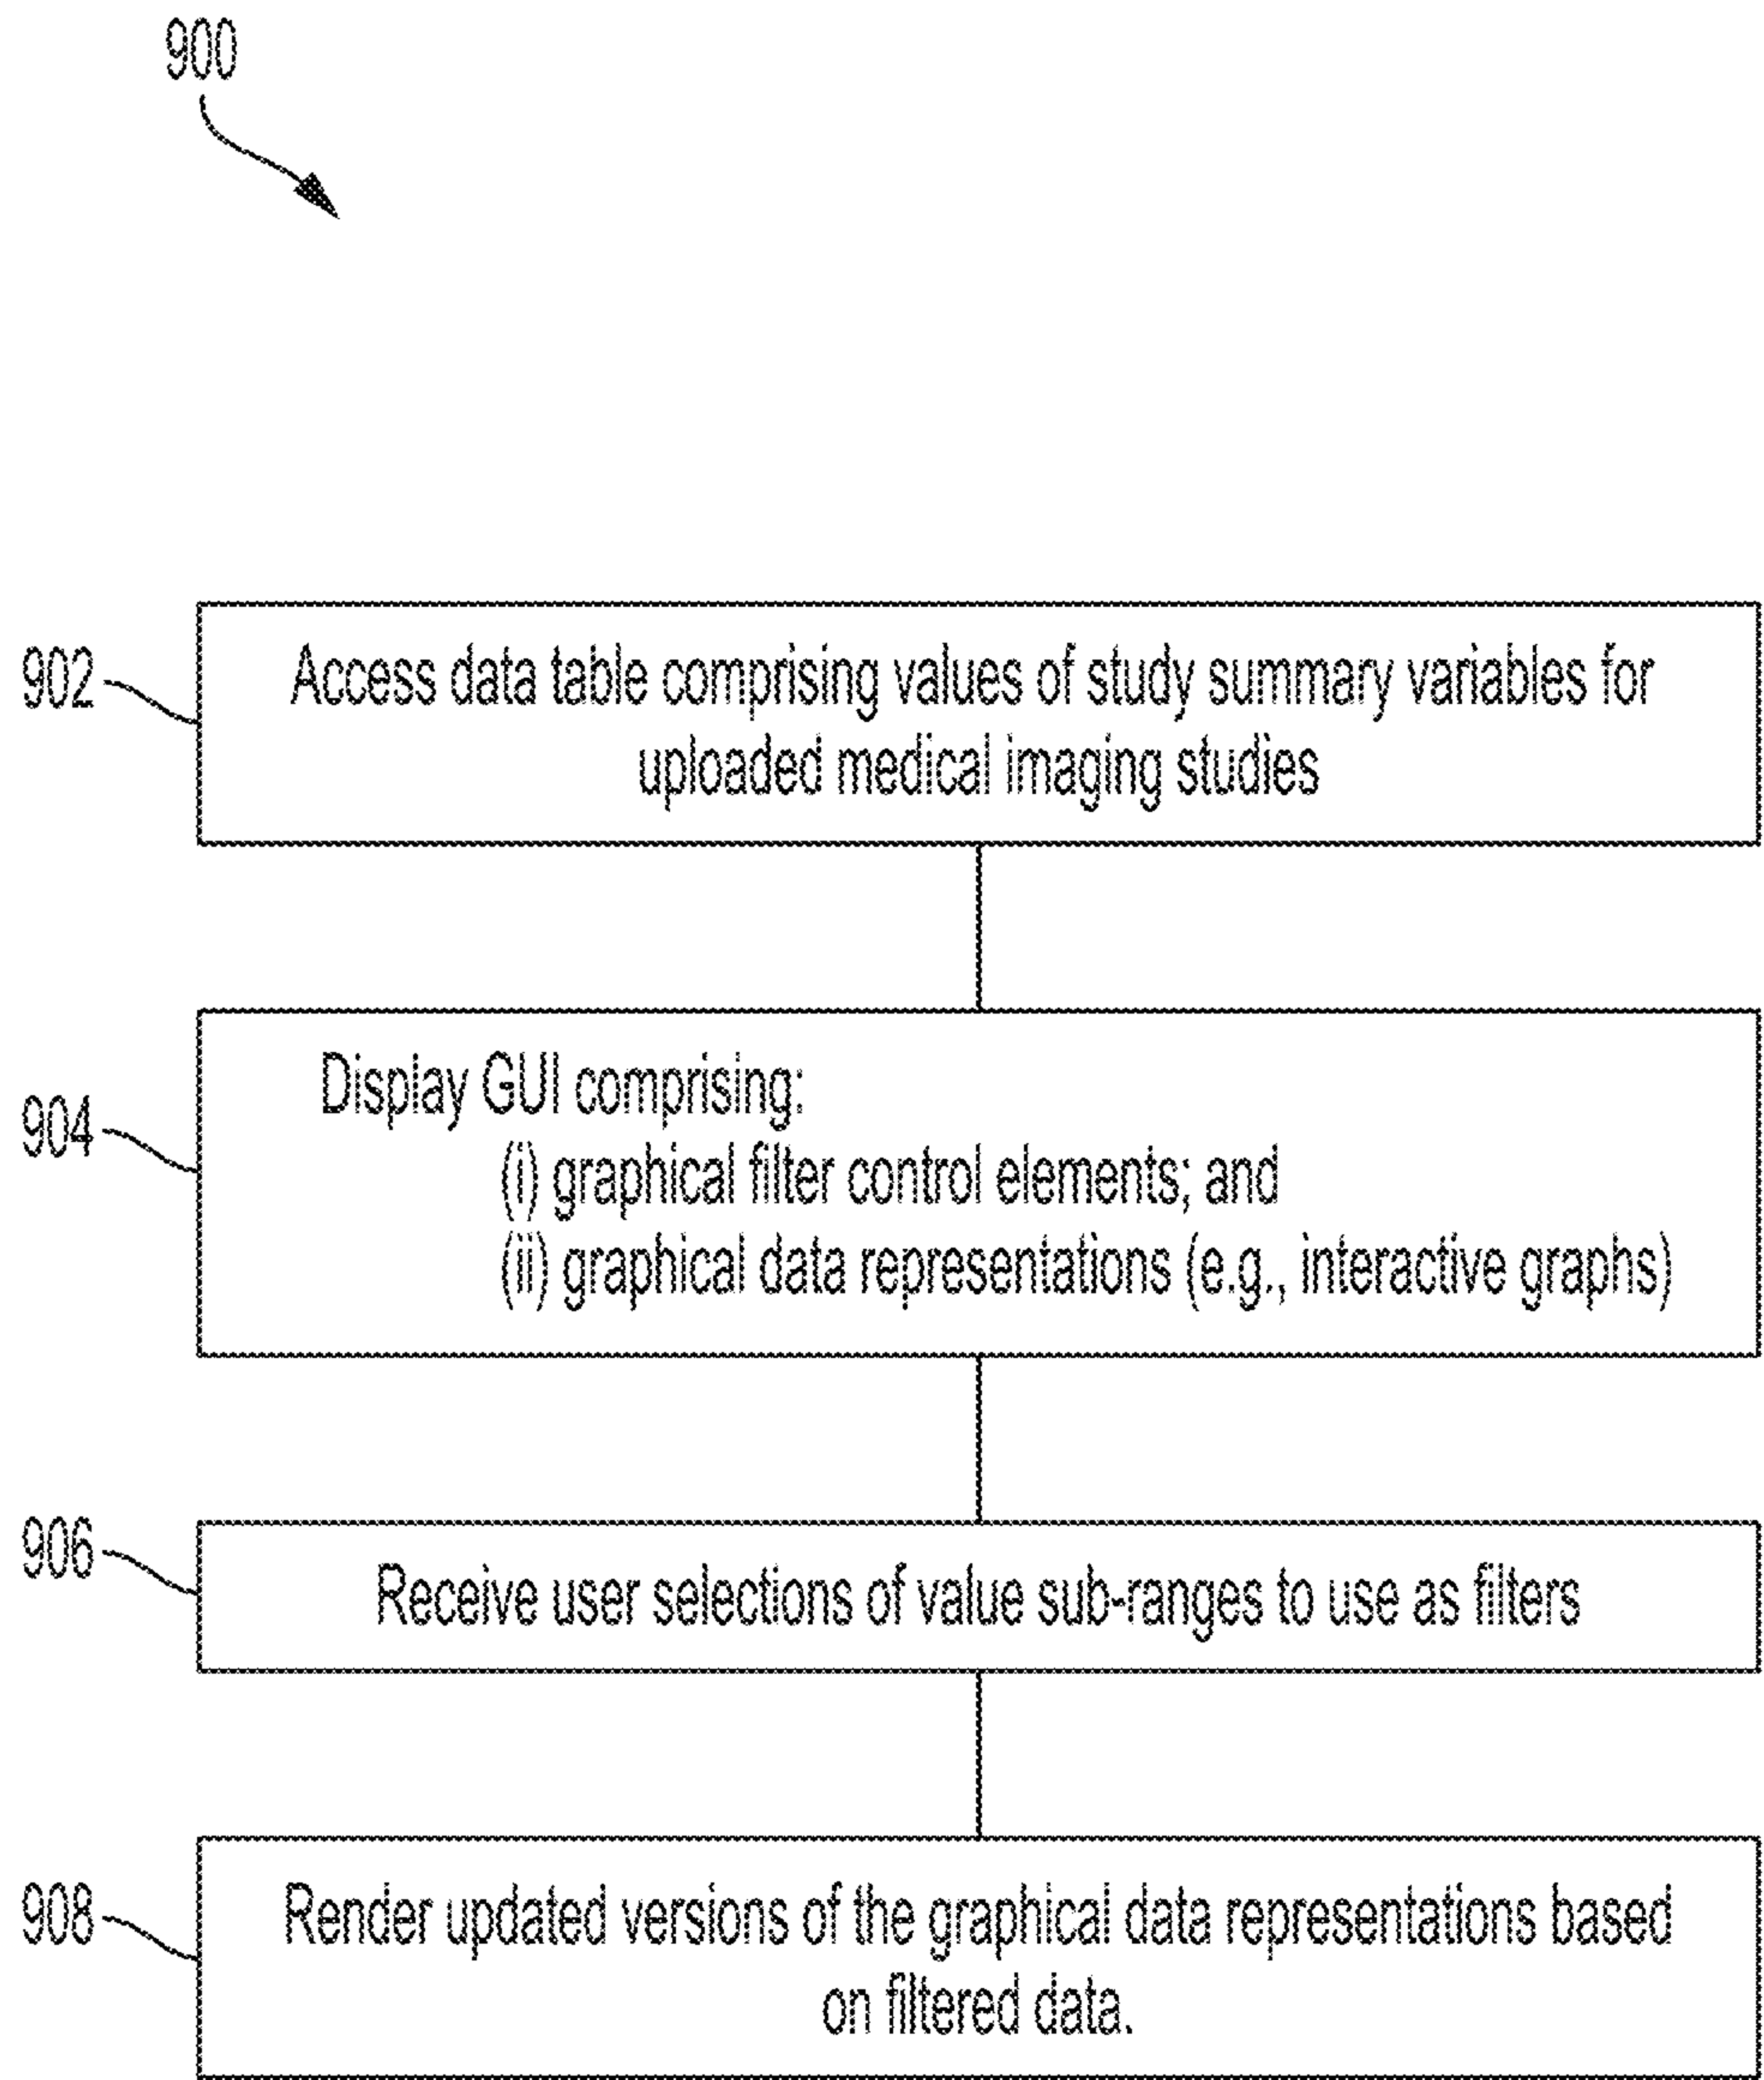 900
902
Access data table comprising values of study summary variables for
uploaded medical imaging studies
904
Display GUI comprising:
(i) graphical filter control elements; and
(ii) graphical data representations (e.g., interactive graphs)
906
Receive user selections of value sub-ranges to use as filters
908
Render updated versions of the graphical data representations based
on filtered data.